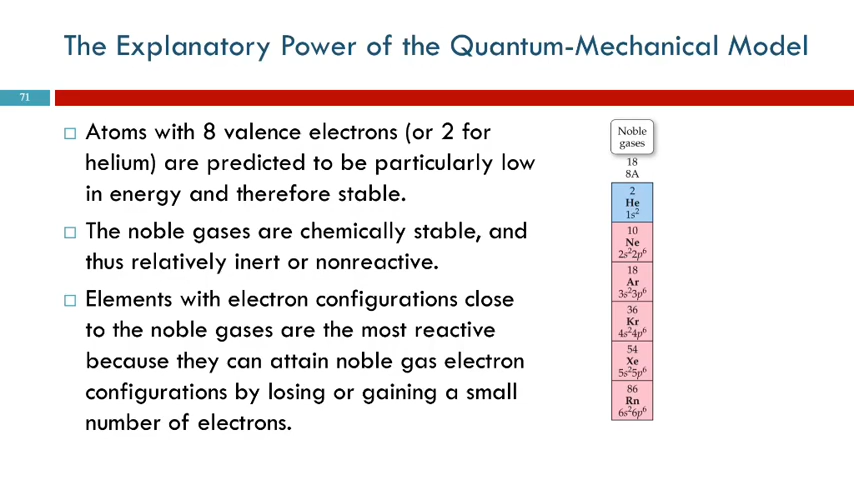 The Explanatory Power of the Quantum-Mechanical Model
71
□ Atoms with 8 valence electrons (or 2 for
helium) are predicted to be particularly low
in energy and therefore stable.
□ The noble gases are chemically stable, and
thus relatively inert or nonreactive.
□ Elements with electron configurations close
to the noble gases are the most reactive
because they can attain noble gas electron
configurations by losing or gaining a small
number of electrons.
Noble
gases
18
8A
2
He
1s²
10
Ne
2s²2p⁶
18
Ar
3s²3p⁶
36
Kr
4s²4p⁶
54
Xe
5s²5p⁶
86
Rn
6s²6p⁶